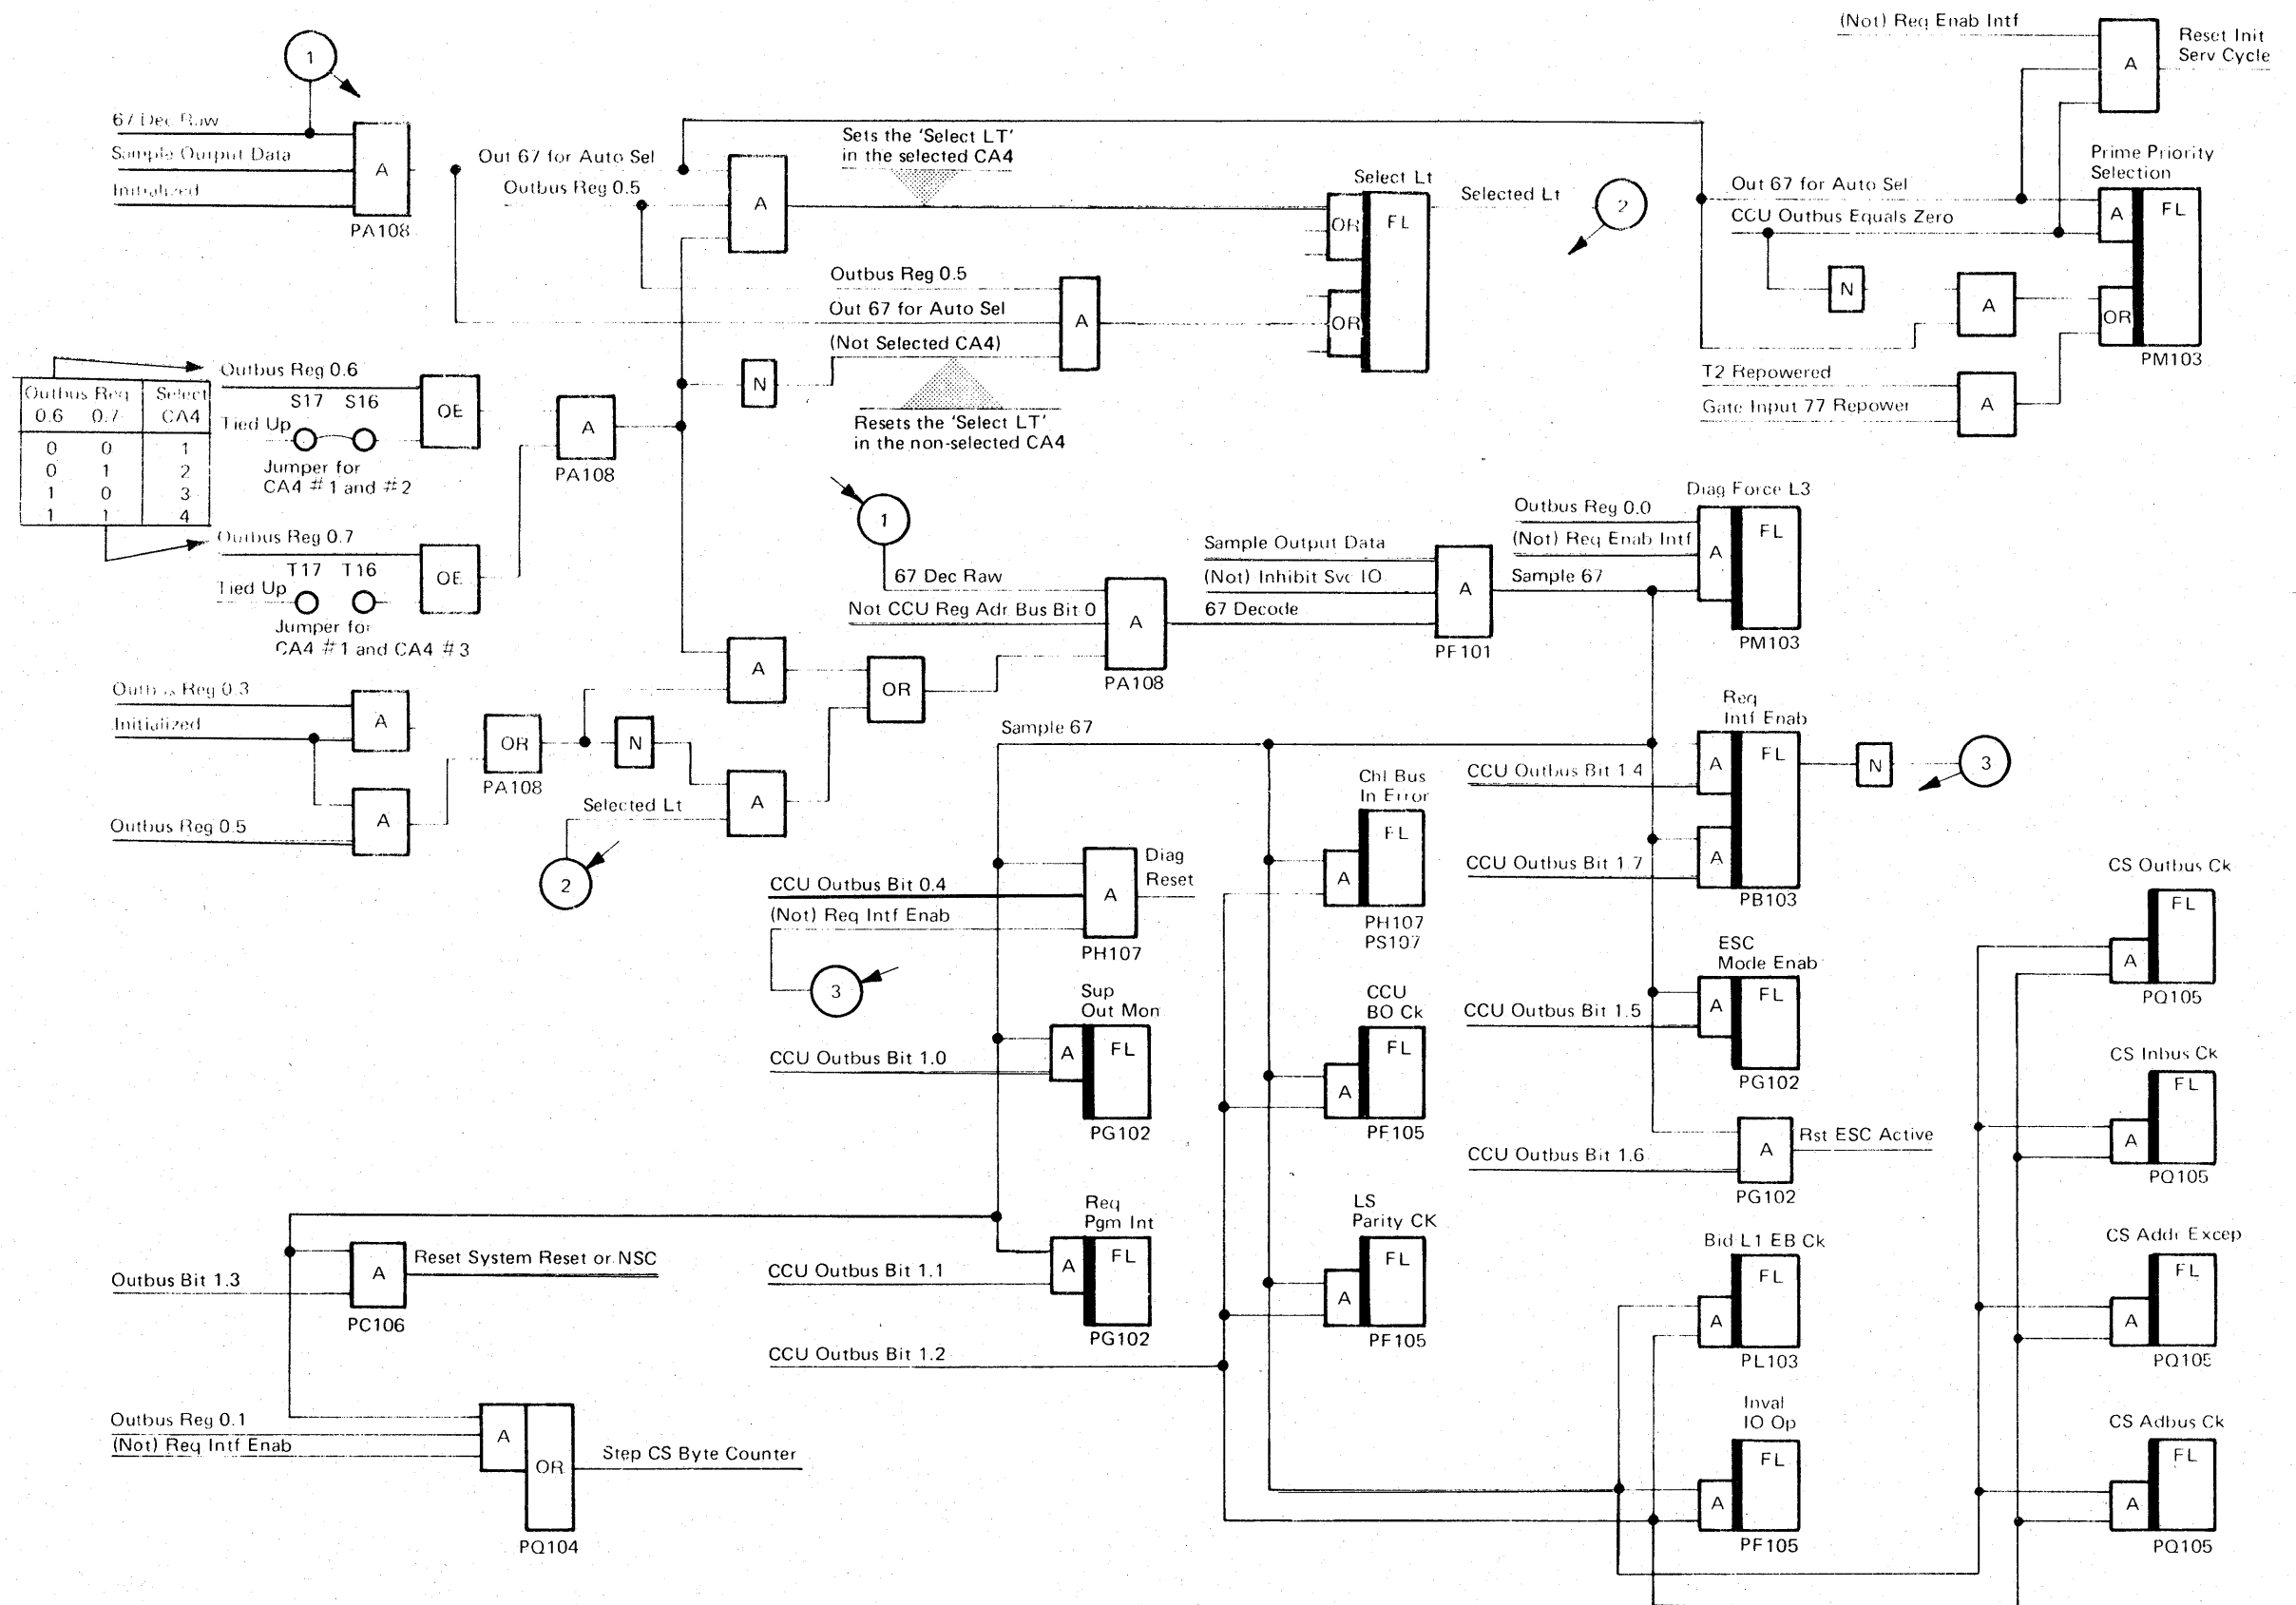 (Not) Req Enab Intf
Reset Init
Serv Cycle
A
1
67 Dec Raw
Sample Output Data
Initialized
A
PA108
Out 67 for Auto Sel
Outbus Reg 0.5
A
Sets the 'Select LT'
in the selected CA4
Select Lt
OR
FL
OR
Selected Lt
2
Prime Priority
Selection
Out 67 for Auto Sel
CCU Outbus Equals Zero
A
FL
OR
PM103
N
A
T2 Repowered
Gate Input 77 Repower
A
Outbus Reg 0.5
Out 67 for Auto Sel
(Not Selected CA4)
A
N
Resets the 'Select LT'
in the non-selected CA4
Outbus Reg Select
0.6 0.7 CA4
0 0 1
0 1 2
1 0 3
1 1 4
Outbus Reg 0.6
S17 S16
Tied Up
OE
Jumper for
CA4 #1 and #2
A
PA108
Outbus Reg 0.7
T17 T16
Tied Up
OE
Jumper for
CA4 #1 and CA4 #3
1
67 Dec Raw
Not CCU Reg Adr Bus Bit 0
A
PA108
Sample Output Data
(Not) Inhibit Svc IO
67 Decode
A
PF101
Diag Force L3
Outbus Reg 0.0
(Not) Req Enab Intf
Sample 67
A
FL
PM103
Outbus Reg 0.3
Initialized
A
Outbus Reg 0.5
A
OR
PA108
N
A
OR
Selected Lt
A
2
Sample 67
Req
Intf Enab
CCU Outbus Bit 1.4
A
FL
N
3
CCU Outbus Bit 1.7
A
PB103
CCU Outbus Bit 0.4
(Not) Req Intf Enab
A
Diag
Reset
PH107
3
Chl Bus
In Error
FL
A
PH107
PS107
Sup
Out Mon
CCU Outbus Bit 1.0
A
FL
PG102
CCU
BO Ck
FL
A
PF105
ESC
Mode Enab
CCU Outbus Bit 1.5
A
FL
PG102
CCU Outbus Bit 1.6
A
Rst ESC Active
PG102
CS Outbus Ck
FL
A
PQ105
CS Inbus Ck
FL
A
PQ105
Outbus Bit 1.3
A
Reset System Reset or NSC
PC106
Req
Pgm Int
CCU Outbus Bit 1.1
A
FL
PG102
CCU Outbus Bit 1.2
LS
Parity CK
FL
A
PF105
Bid L1 EB Ck
FL
A
PL103
CS Addr Excep
FL
A
PQ105
Outbus Reg 0.1
(Not) Req Intf Enab
A
OR
Step CS Byte Counter
PQ104
Inval
IO Op
FL
A
PF105
CS Adbus Ck
FL
A
PQ105